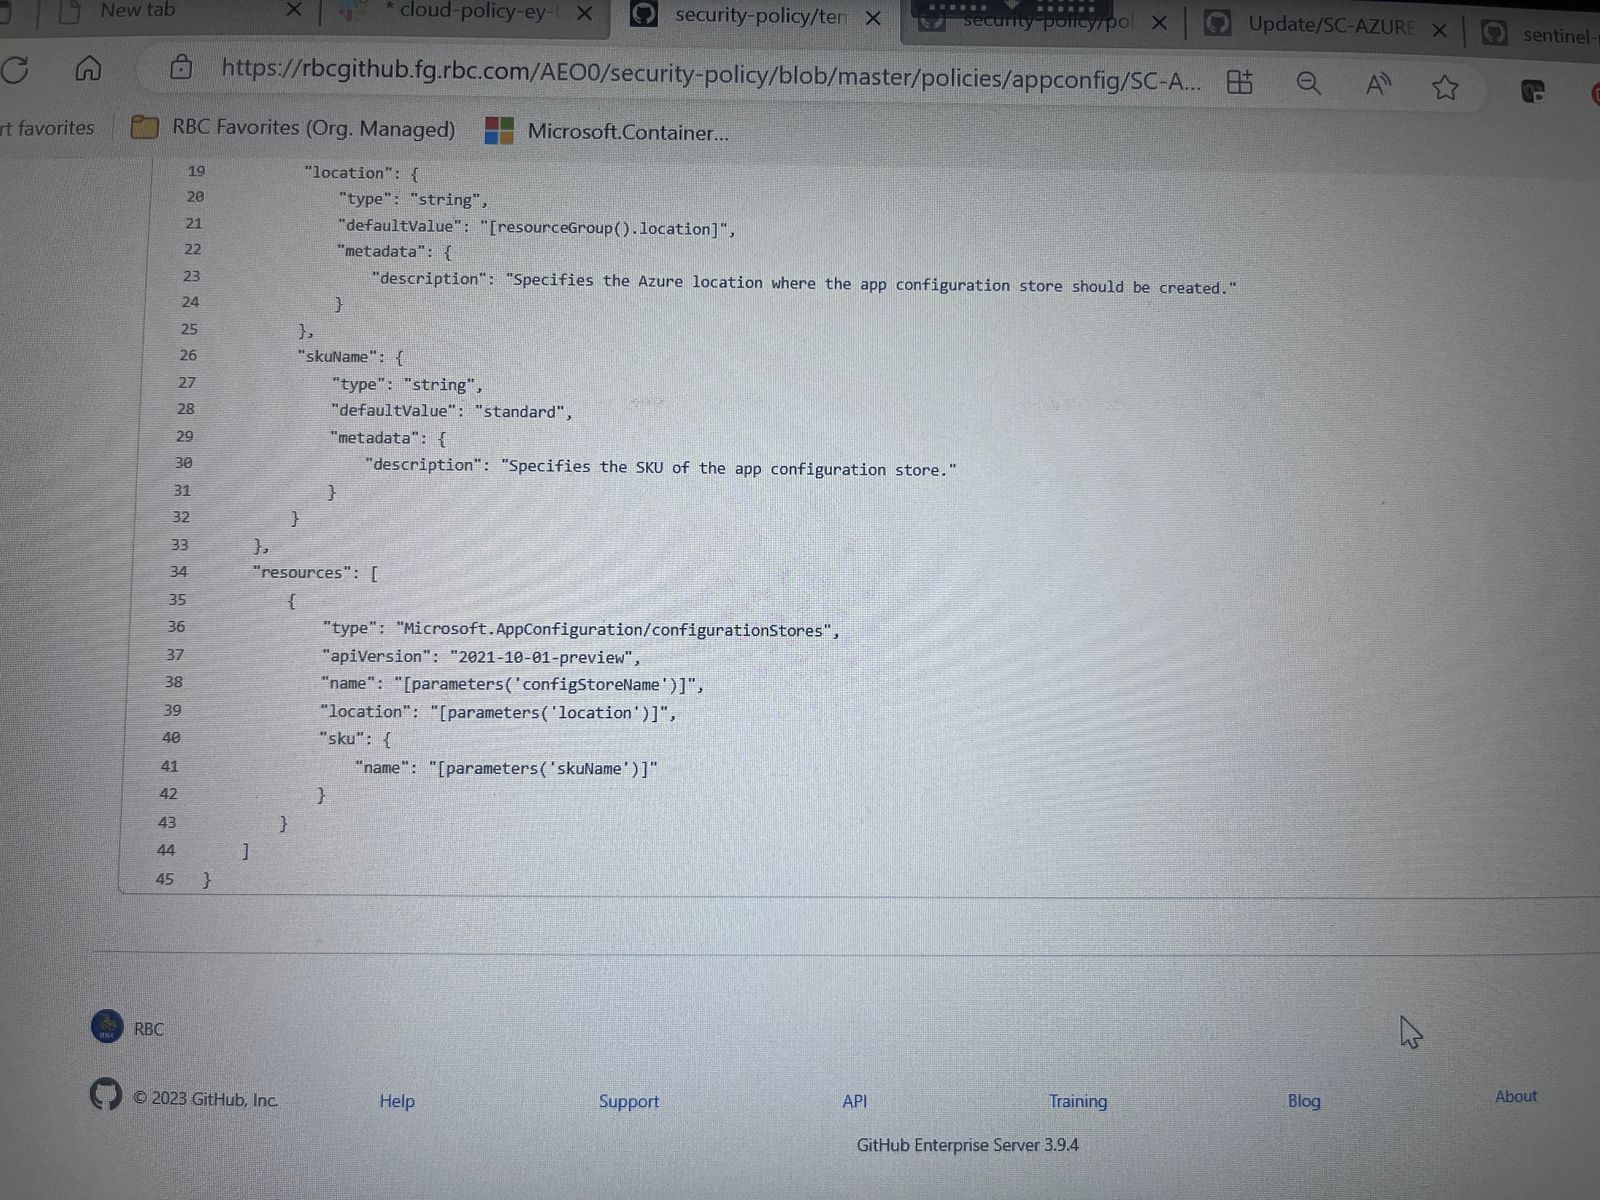 New tab
* cloud-policy-ey-
security-policy/ten
security-policy/pol
Update/SC-AZURE
sentinel-
https://rbcgithub.fg.rbc.com/AEO0/security-policy/blob/master/policies/appconfig/SC-A...
rt favorites
RBC Favorites (Org. Managed)
Microsoft.Container...
19 "location": {
20 "type": "string",
21 "defaultValue": "[resourceGroup().location]",
22 "metadata": {
23 "description": "Specifies the Azure location where the app configuration store should be created."
24 }
25 },
26 "skuName": {
27 "type": "string",
28 "defaultValue": "standard",
29 "metadata": {
30 "description": "Specifies the SKU of the app configuration store."
31 }
32 }
33 },
34 "resources": [
35 {
36 "type": "Microsoft.AppConfiguration/configurationStores",
37 "apiVersion": "2021-10-01-preview",
38 "name": "[parameters('configStoreName')]",
39 "location": "[parameters('location')]",
40 "sku": {
41 "name": "[parameters('skuName')]"
42 }
43 }
44 ]
45 }
RBC
© 2023 GitHub, Inc.
Help
Support
API
Training
Blog
About
GitHub Enterprise Server 3.9.4